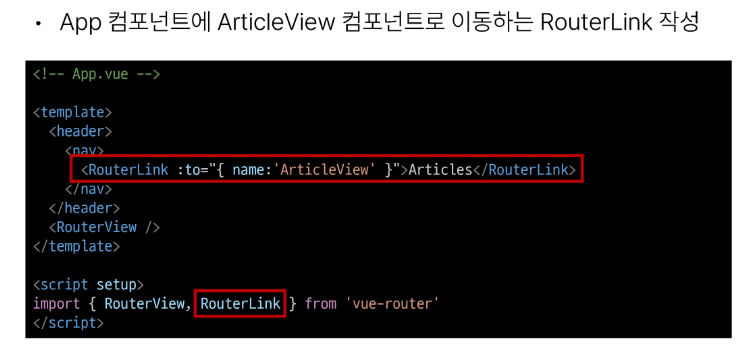 • App 컴포넌트에 ArticleView 컴포넌트로 이동하는 RouterLink 작성
<!-- App.vue -->
<template>
  <header>
    <nav>
      <RouterLink :to="{ name:'ArticleView' }">Articles</RouterLink>
    </nav>
  </header>
  <RouterView />
</template>
<script setup>
import { RouterView, RouterLink } from 'vue-router'
</script>